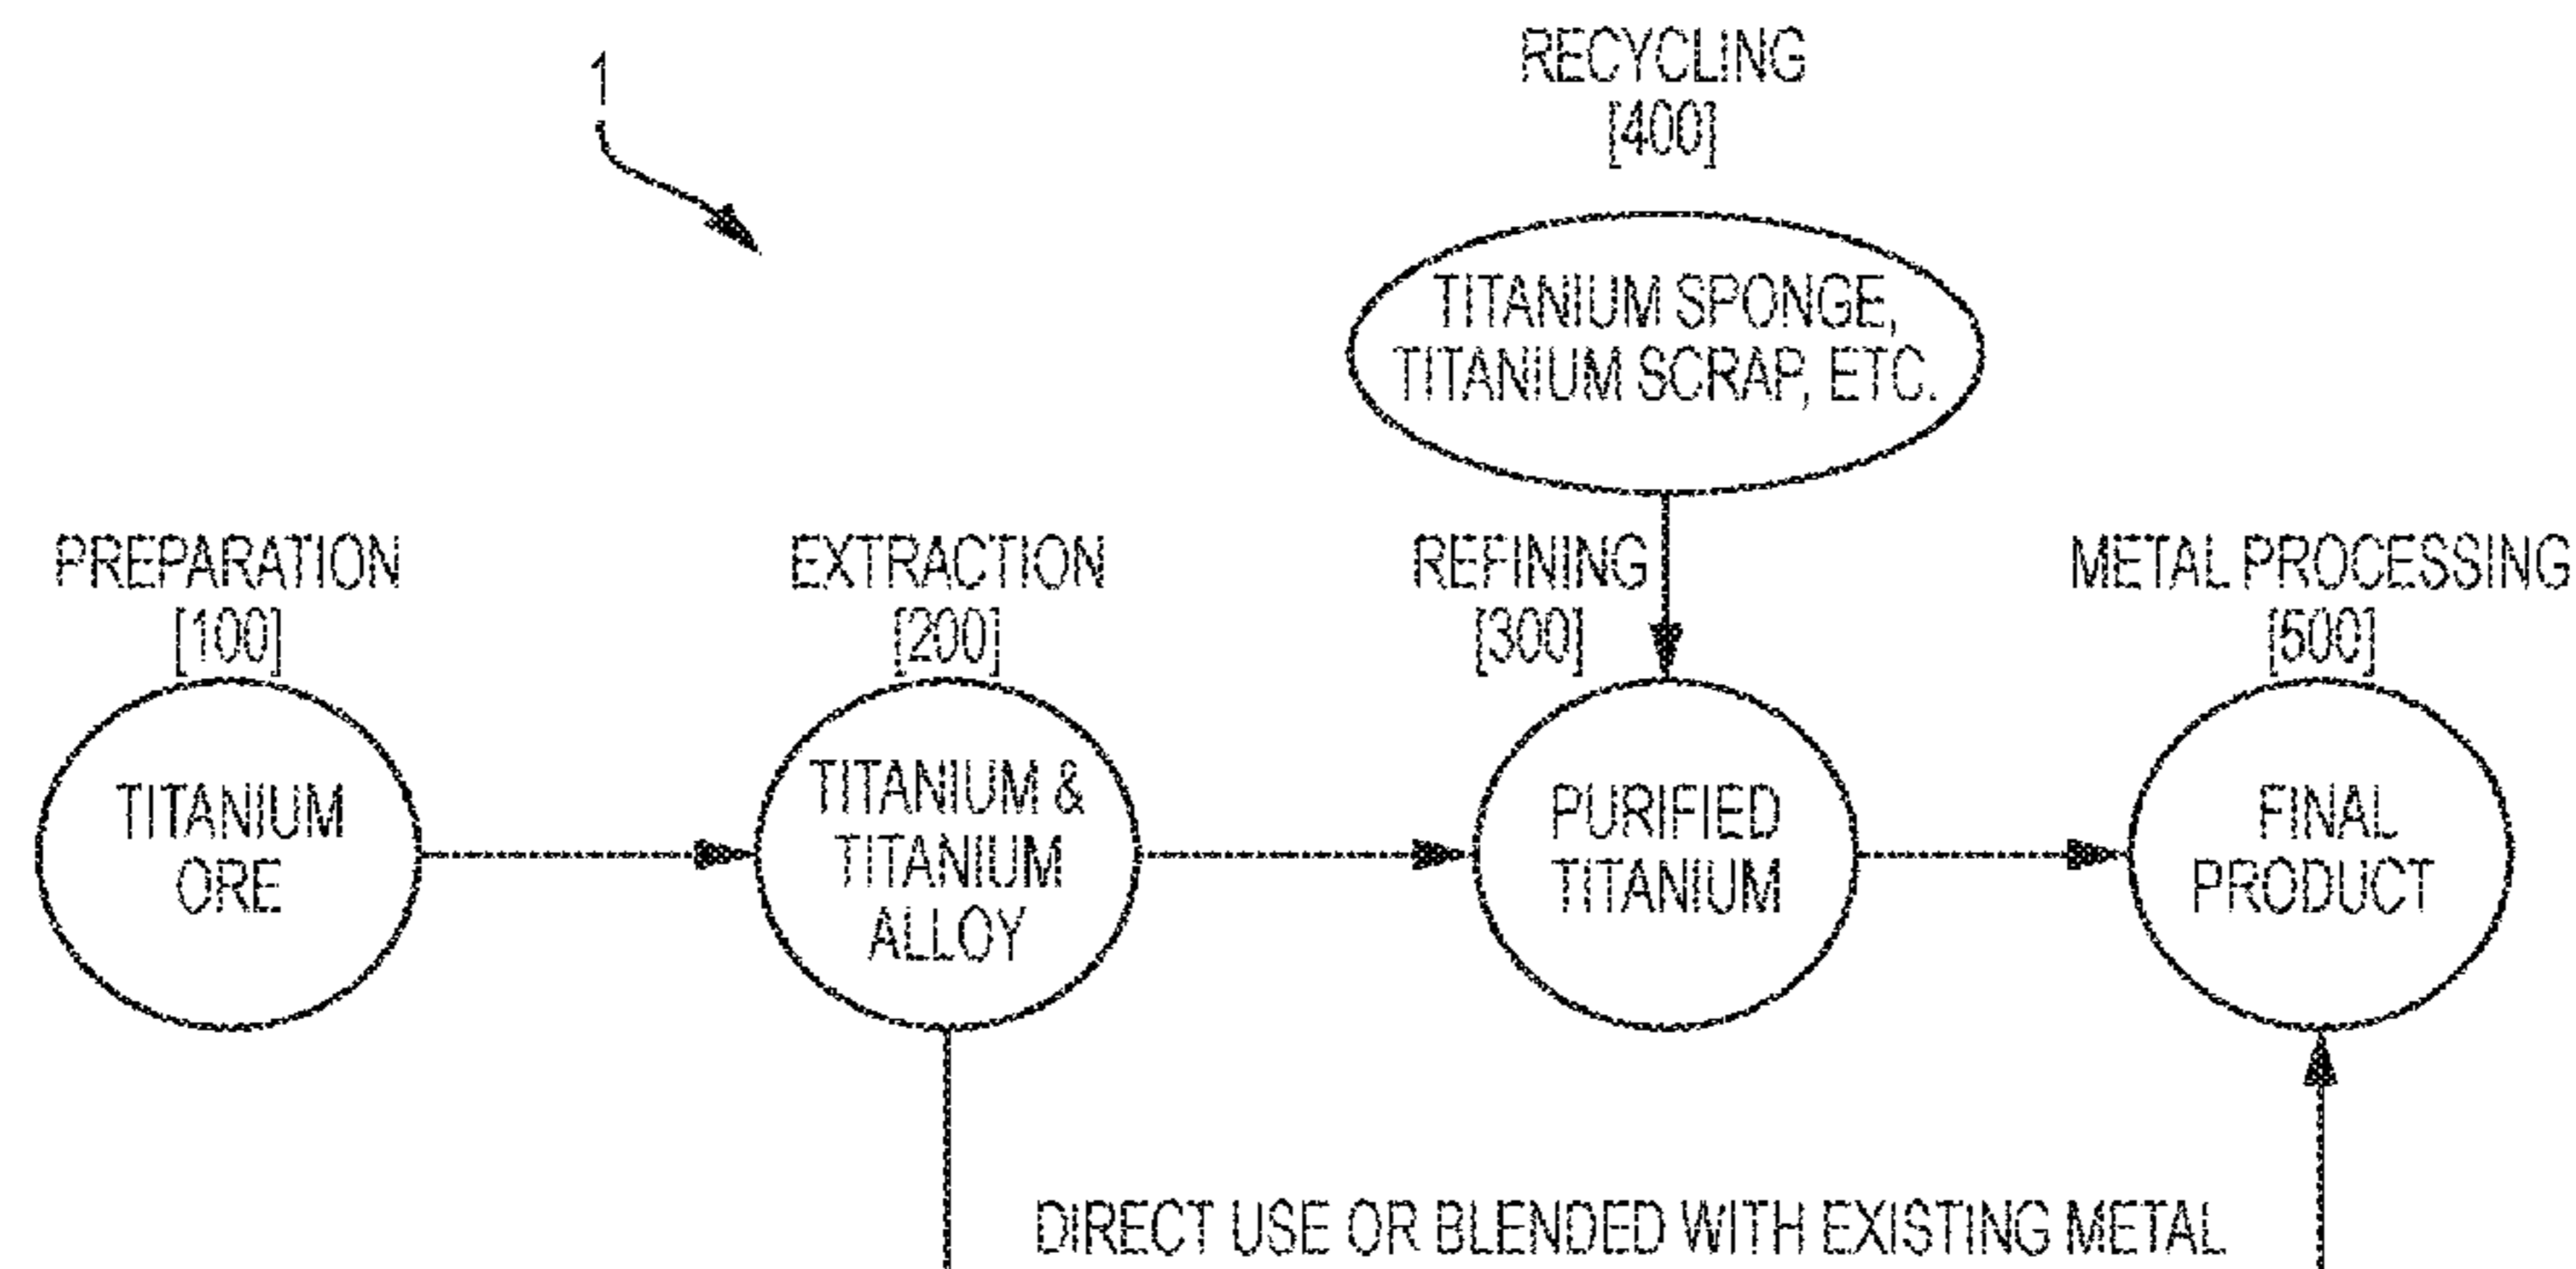 1
RECYCLING
[400]
TITANIUM SPONGE,
TITANIUM SCRAP, ETC.
PREPARATION
[100]
TITANIUM
ORE
EXTRACTION
[200]
TITANIUM &
TITANIUM
ALLOY
REFINING
[300]
PURIFIED
TITANIUM
METAL PROCESSING
[500]
FINAL
PRODUCT
DIRECT USE OR BLENDED WITH EXISTING METAL